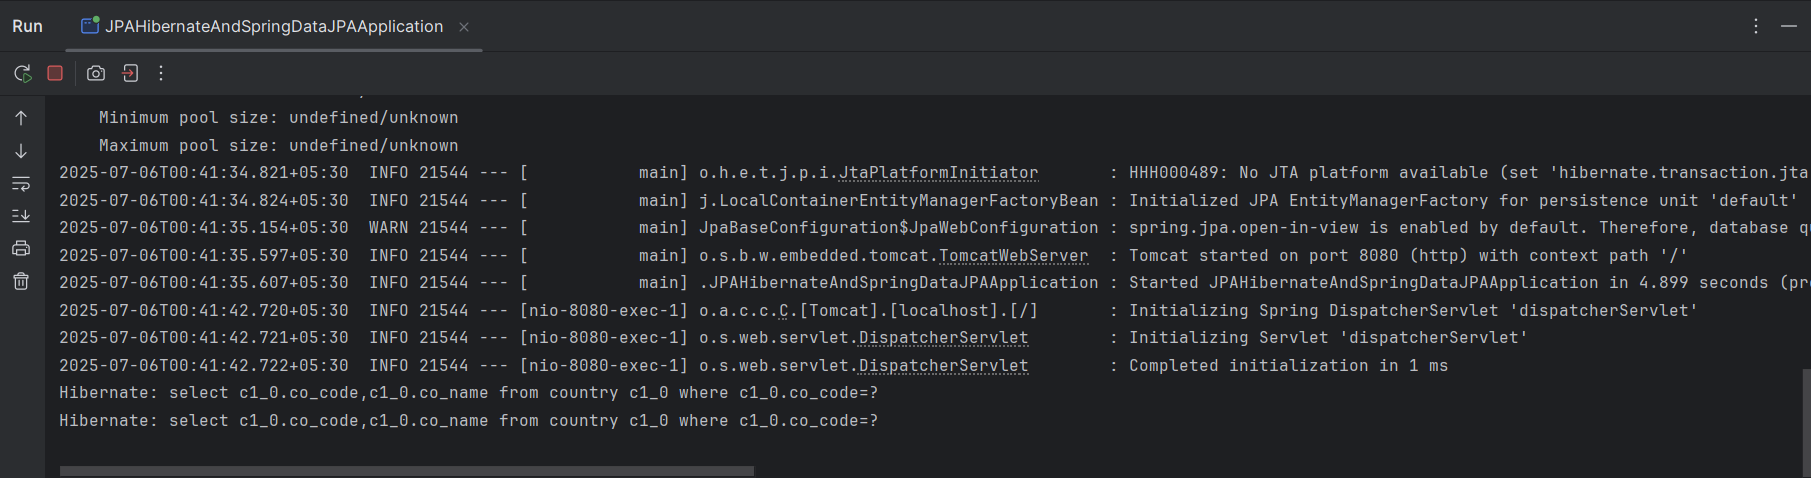 Run JPAHibernateAndSpringDataJPAApplication
Minimum pool size: undefined/unknown
Maximum pool size: undefined/unknown
2025-07-06T00:41:34.821+05:30  INFO 21544 --- [           main] o.h.e.t.j.p.i.JtaPlatformInitiator       : HHH000489: No JTA platform available (set 'hibernate.transaction.jta
2025-07-06T00:41:34.824+05:30  INFO 21544 --- [           main] j.LocalContainerEntityManagerFactoryBean : Initialized JPA EntityManagerFactory for persistence unit 'default'
2025-07-06T00:41:35.154+05:30  WARN 21544 --- [           main] JpaBaseConfiguration$JpaWebConfiguration : spring.jpa.open-in-view is enabled by default. Therefore, database qu
2025-07-06T00:41:35.597+05:30  INFO 21544 --- [           main] o.s.b.w.embedded.tomcat.TomcatWebServer  : Tomcat started on port 8080 (http) with context path '/'
2025-07-06T00:41:35.607+05:30  INFO 21544 --- [           main] .JPAHibernateAndSpringDataJPAApplication : Started JPAHibernateAndSpringDataJPAApplication in 4.899 seconds (pro
2025-07-06T00:41:42.720+05:30  INFO 21544 --- [nio-8080-exec-1] o.a.c.c.C.[Tomcat].[localhost].[/]       : Initializing Spring DispatcherServlet 'dispatcherServlet'
2025-07-06T00:41:42.721+05:30  INFO 21544 --- [nio-8080-exec-1] o.s.web.servlet.DispatcherServlet        : Initializing Servlet 'dispatcherServlet'
2025-07-06T00:41:42.722+05:30  INFO 21544 --- [nio-8080-exec-1] o.s.web.servlet.DispatcherServlet        : Completed initialization in 1 ms
Hibernate: select c1_0.co_code,c1_0.co_name from country c1_0 where c1_0.co_code=?
Hibernate: select c1_0.co_code,c1_0.co_name from country c1_0 where c1_0.co_code=?